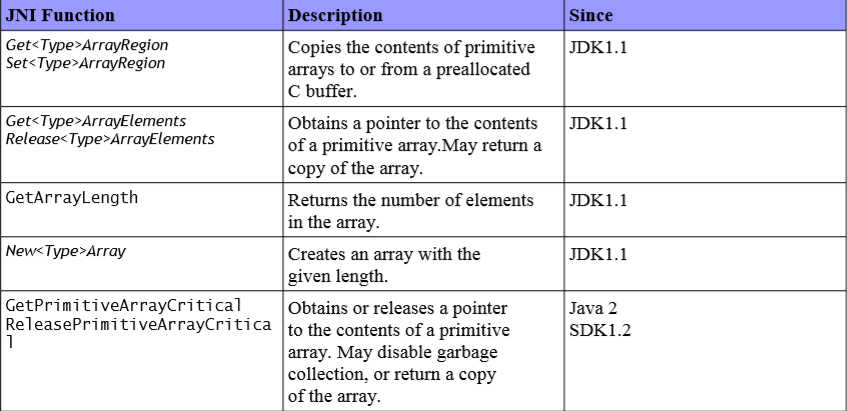 JNI Function Description Since
Get<Type>ArrayRegion
Set<Type>ArrayRegion
Copies the contents of primitive
arrays to or from a preallocated
C buffer.
JDK1.1
Get<Type>ArrayElements
Release<Type>ArrayElements
Obtains a pointer to the contents
of a primitive array.May return a
copy of the array.
JDK1.1
GetArrayLength
Returns the number of elements
in the array.
JDK1.1
New<Type>Array
Creates an array with the
given length.
JDK1.1
GetPrimitiveArrayCritical
ReleasePrimitiveArrayCritica
l
Obtains or releases a pointer
to the contents of a primitive
array. May disable garbage
collection, or return a copy
of the array.
Java 2
SDK1.2